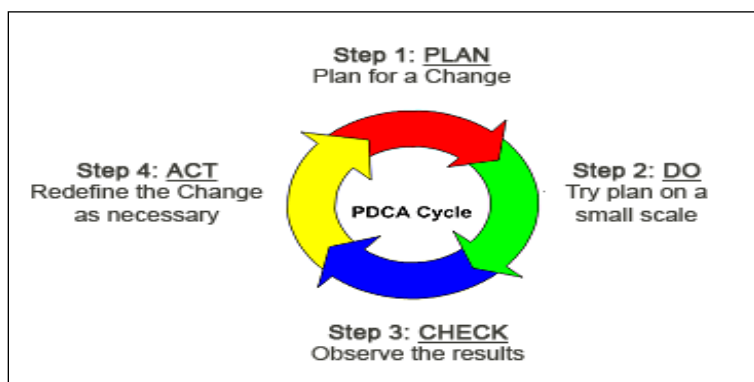 Step 1: PLAN
Plan for a Change
Step 2: DO
Try plan on a
small scale
Step 3: CHECK
Observe the results
Step 4: ACT
Redefine the Change
as necessary
PDCA Cycle